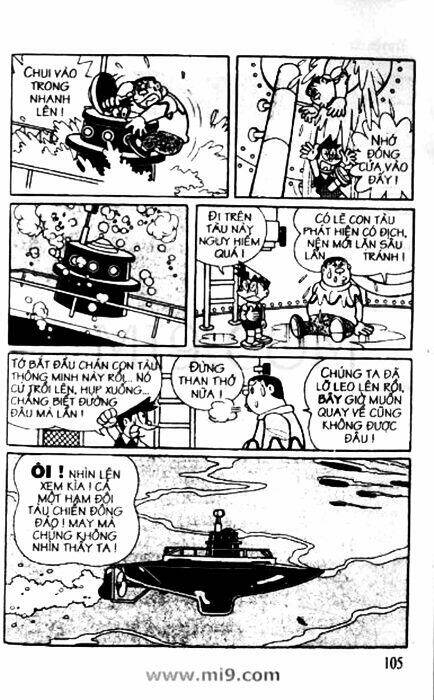 CHUI VÀO
TRONG
NHANH
LÊN !
NHỚ
ĐÓNG
CỬA VÀO
ĐẤY !
ĐI TRÊN
TÀU NÀY
NGUY HIỂM
QUÁ !
CÓ LẼ CON TÀU
PHÁT HIỆN CÓ ĐỊCH,
NÊN MỚI LẶN SÂU
LẨN TRÁNH !
TỚ BẮT ĐẦU CHÁN CON TÀU
THÔNG MINH NÀY RỒI... NÓ
CỨ TRỒI LÊN, HỤP XUỐNG...
CHẲNG BIẾT ĐƯỜNG
ĐÂU MÀ LẦN !
ĐỪNG
THAN THỞ
NỮA !
CHÚNG TA ĐÃ
LỠ LEO LÊN RỒI,
BÂY GIỜ MUỐN
QUAY VỀ CŨNG
KHÔNG ĐƯỢC
ĐÂU !
ÔI ! NHÌN LÊN
XEM KÌA ! CẢ
MỘT HẠM ĐỘI
TÀU CHIẾN ĐÔNG
ĐẢO ! MAY MÀ
CHÚNG KHÔNG
NHÌN THẤY TA !
105
www.mi9.com